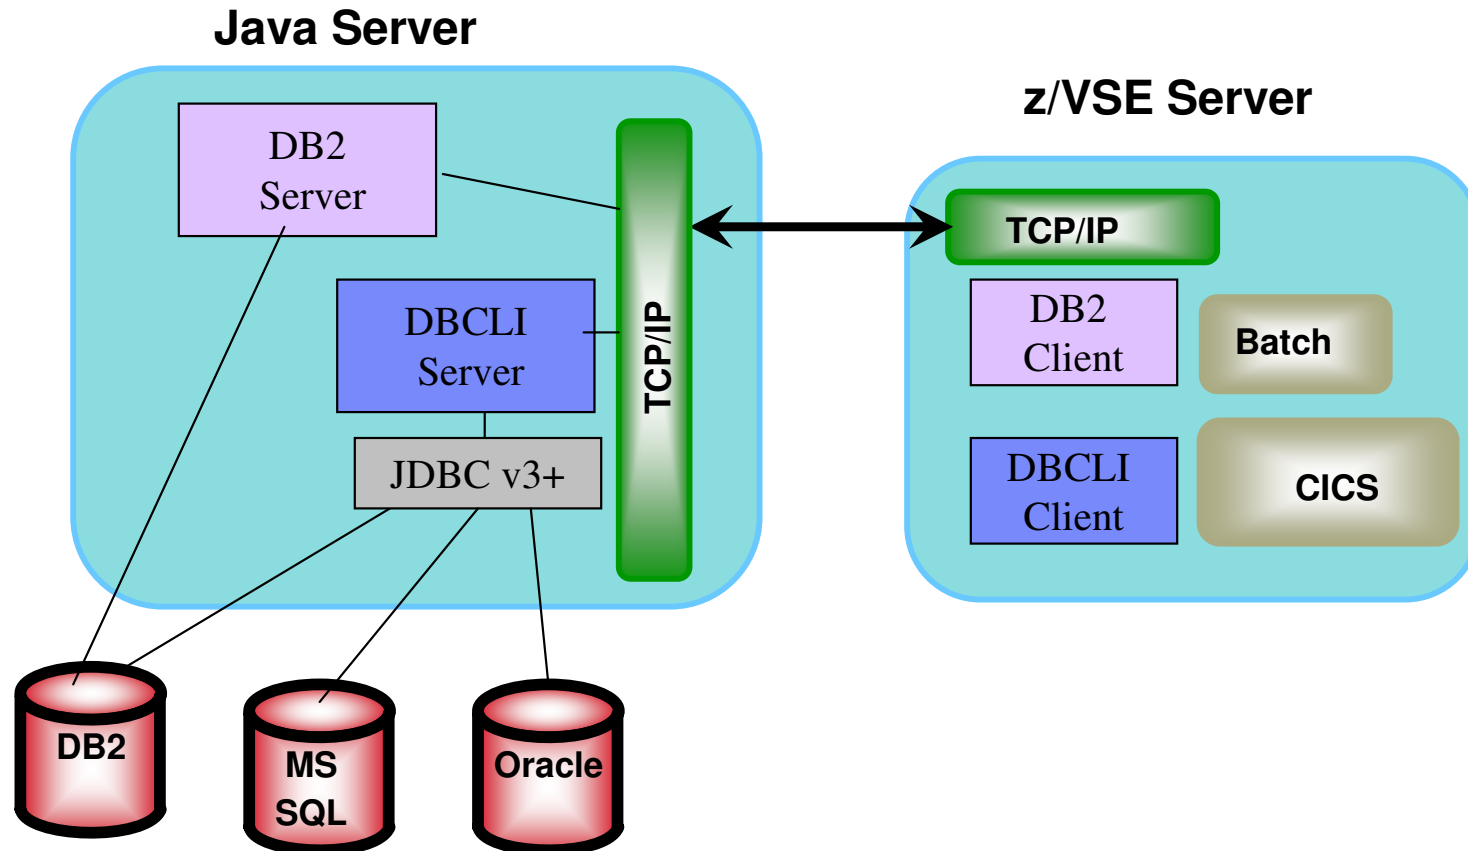 Java Server
z/VSE Server
DB2
Server
DBCLI
Server
JDBC v3+
TCP/IP
TCP/IP
DB2
Client
Batch
DBCLI
Client
CICS
DB2
MS
SQL
Oracle